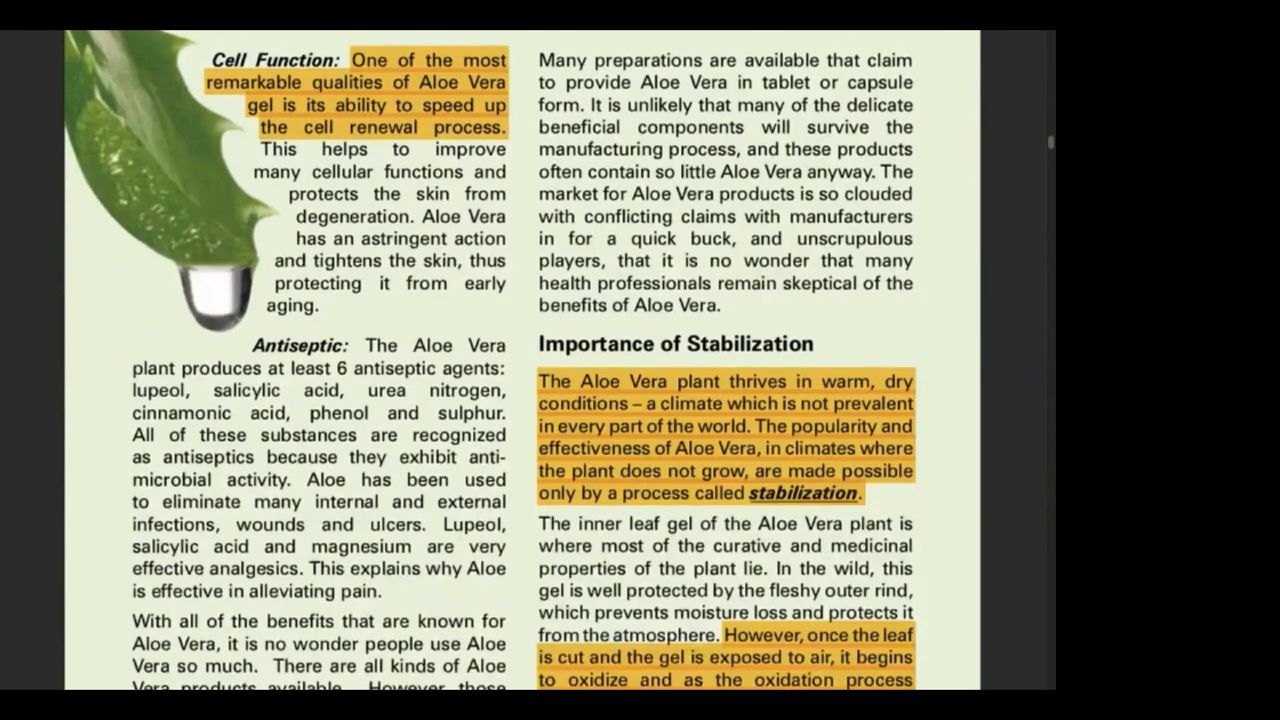 Cell Function: One of the most
remarkable qualities of Aloe Vera
gel is its ability to speed up
the cell renewal process.
This helps to improve
many cellular functions and
protects the skin from
degeneration. Aloe Vera
has an astringent action
and tightens the skin, thus
protecting it from early
aging.
Antiseptic: The Aloe Vera
plant produces at least 6 antiseptic agents:
lupeol, salicylic acid, urea nitrogen,
cinnamonic acid, phenol and sulphur.
All of these substances are recognized
as antiseptics because they exhibit anti-
microbial activity. Aloe has been used
to eliminate many internal and external
infections, wounds and ulcers. Lupeol,
salicylic acid and magnesium are very
effective analgesics. This explains why Aloe
is effective in alleviating pain.
With all of the benefits that are known for
Aloe Vera, it is no wonder people use Aloe
Vera so much. There are all kinds of Aloe
Vera products available. However those
Many preparations are available that claim
to provide Aloe Vera in tablet or capsule
form. It is unlikely that many of the delicate
beneficial components will survive the
manufacturing process, and these products
often contain so little Aloe Vera anyway. The
market for Aloe Vera products is so clouded
with conflicting claims with manufacturers
in for a quick buck, and unscrupulous
players, that it is no wonder that many
health professionals remain skeptical of the
benefits of Aloe Vera.
Importance of Stabilization
The Aloe Vera plant thrives in warm, dry
conditions – a climate which is not prevalent
in every part of the world. The popularity and
effectiveness of Aloe Vera, in climates where
the plant does not grow, are made possible
only by a process called stabilization.
The inner leaf gel of the Aloe Vera plant is
where most of the curative and medicinal
properties of the plant lie. In the wild, this
gel is well protected by the fleshy outer rind,
which prevents moisture loss and protects it
from the atmosphere. However, once the leaf
is cut and the gel is exposed to air, it begins
to oxidize and as the oxidation process